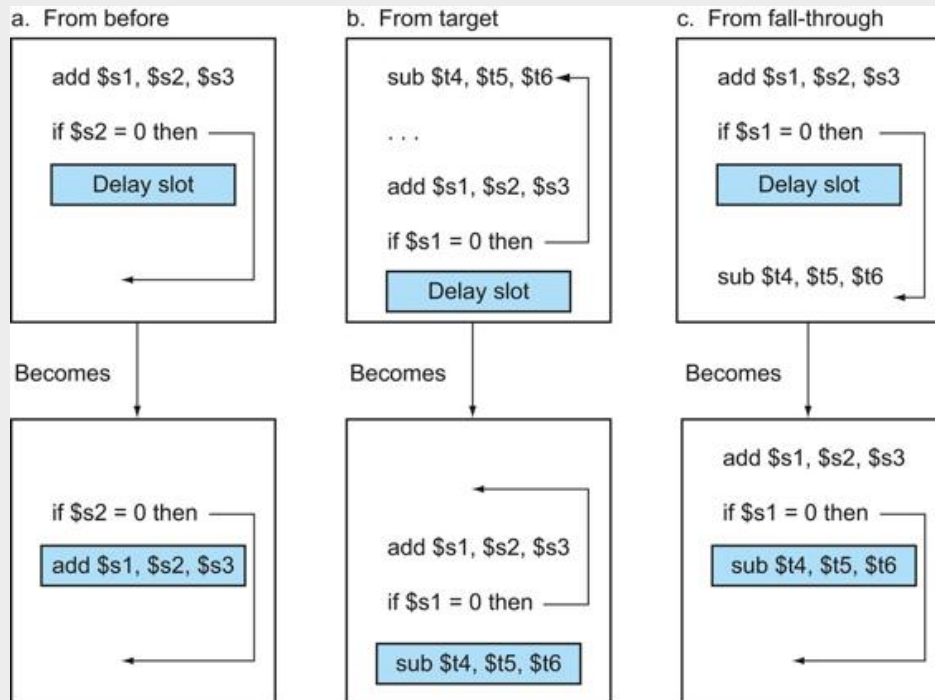 a. From before
add $s1, $s2, $s3
if $s2 = 0 then
Delay slot
Becomes
if $s2 = 0 then
add $s1, $s2, $s3
b. From target
sub $t4, $t5, $t6
. . .
add $s1, $s2, $s3
if $s1 = 0 then
Delay slot
Becomes
add $s1, $s2, $s3
if $s1 = 0 then
sub $t4, $t5, $t6
c. From fall-through
add $s1, $s2, $s3
if $s1 = 0 then
Delay slot
sub $t4, $t5, $t6
Becomes
add $s1, $s2, $s3
if $s1 = 0 then
sub $t4, $t5, $t6